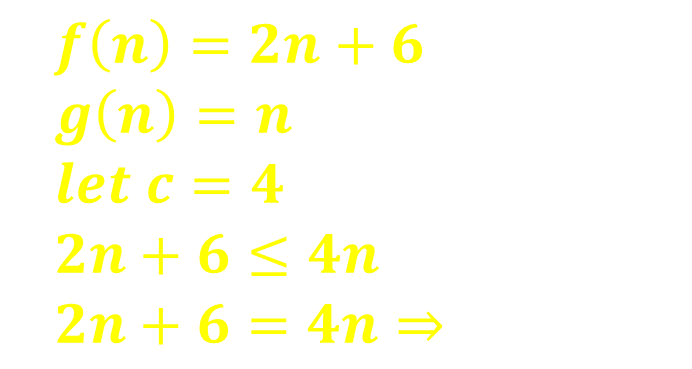 f(n) = 2n + 6
g(n) = n
let c = 4
2n + 6 ≤ 4n
2n + 6 = 4n ⇒